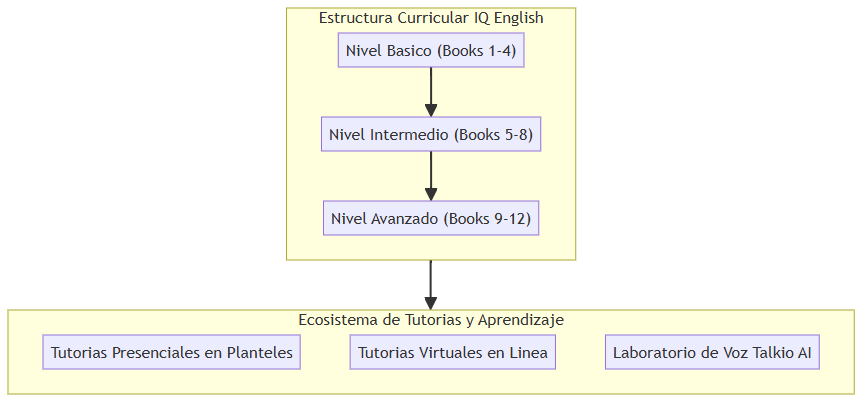 Estructura Curricular IQ English
Nivel Basico (Books 1-4)
Nivel Intermedio (Books 5-8)
Nivel Avanzado (Books 9-12)
Ecosistema de Tutorias y Aprendizaje
Tutorias Presenciales en Planteles
Tutorias Virtuales en Linea
Laboratorio de Voz Talkio AI